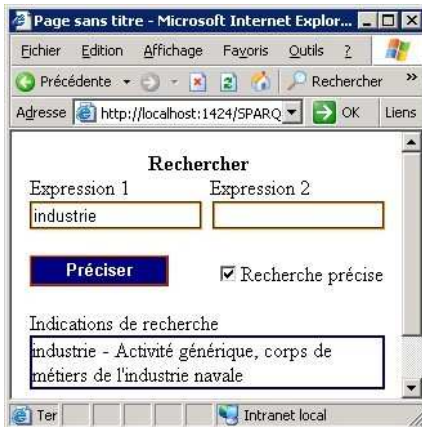 Page sans titre - Microsoft Internet Explor...
Fichier Edition Affichage Favoris Outils ?
Précédente Rechercher »
Adresse http://localhost:1424/SPARQ OK Liens
Rechercher
Expression 1 Expression 2
industrie
Préciser Recherche précise
Indications de recherche
industrie - Activité générique, corps de
métiers de l'industrie navale
Ter Intranet local